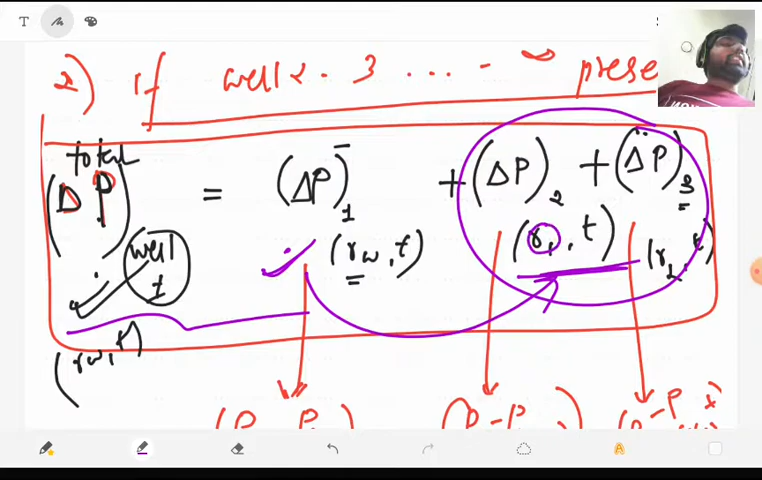 2) If well 2. 3 .... - ∞ prese
total
(ΔP) = (ΔP)₁ + (ΔP)₂ + (ΔP)₃
well 1 (rw, t) (r₁, t) (r₂, t)
(rw, t)
(P P (P-P (P-P